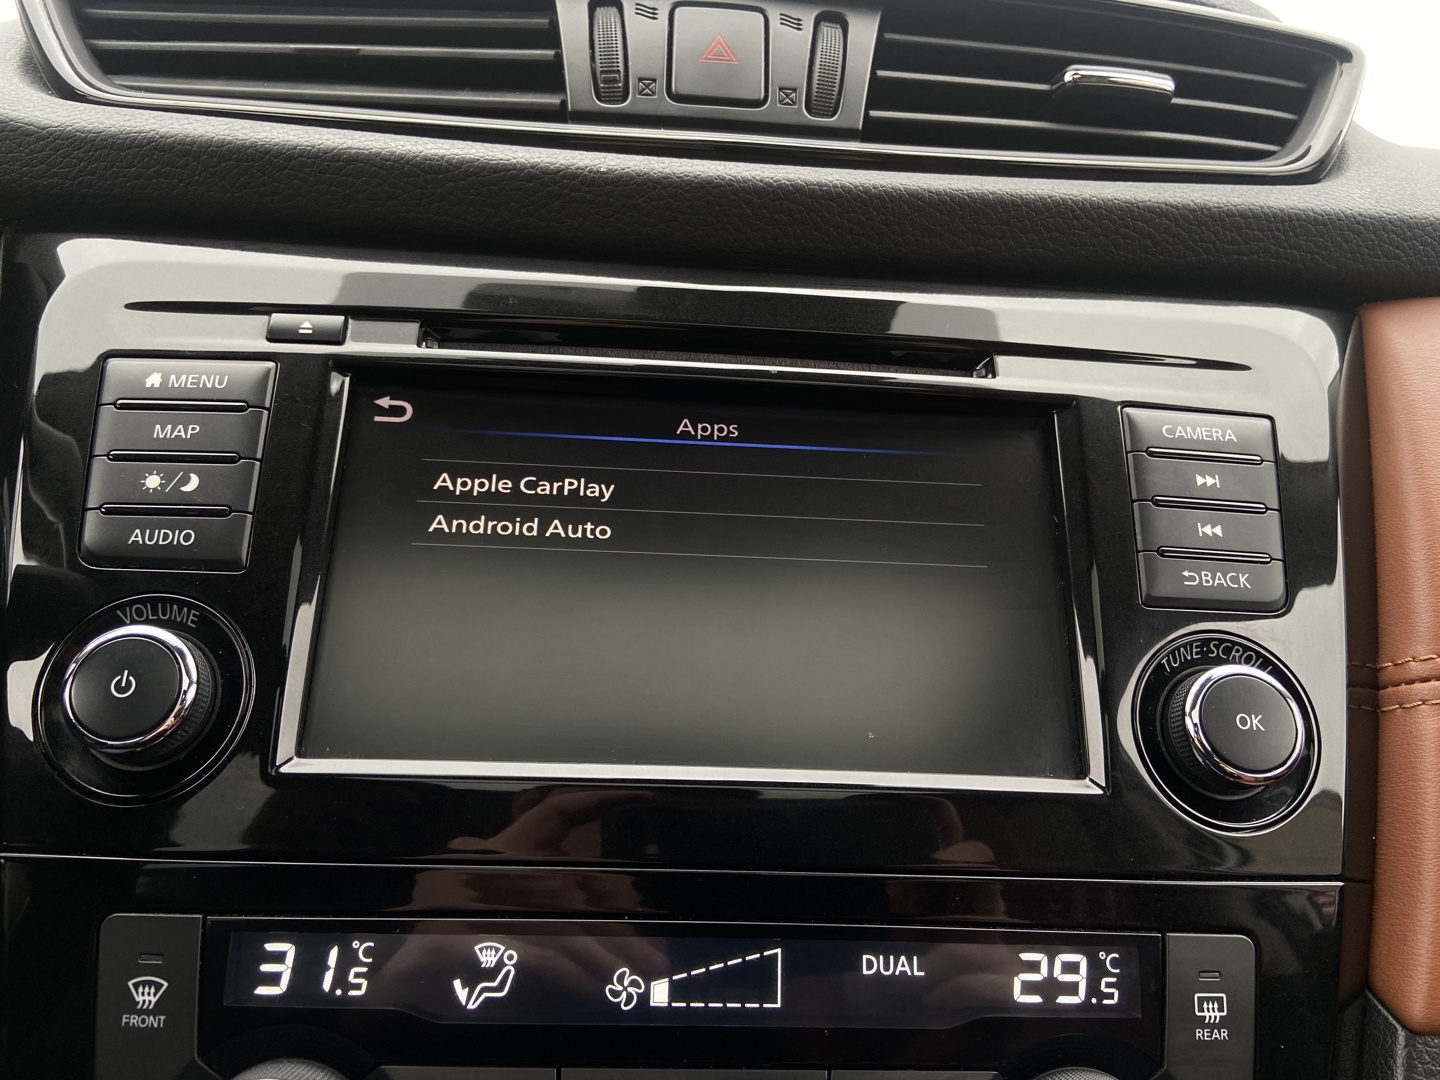 MENU
MAP
AUDIO
VOLUME
Apps
Apple CarPlay
Android Auto
CAMERA
BACK
TUNE·SCROLL
OK
31.5°C
DUAL
29.5°C
FRONT
REAR